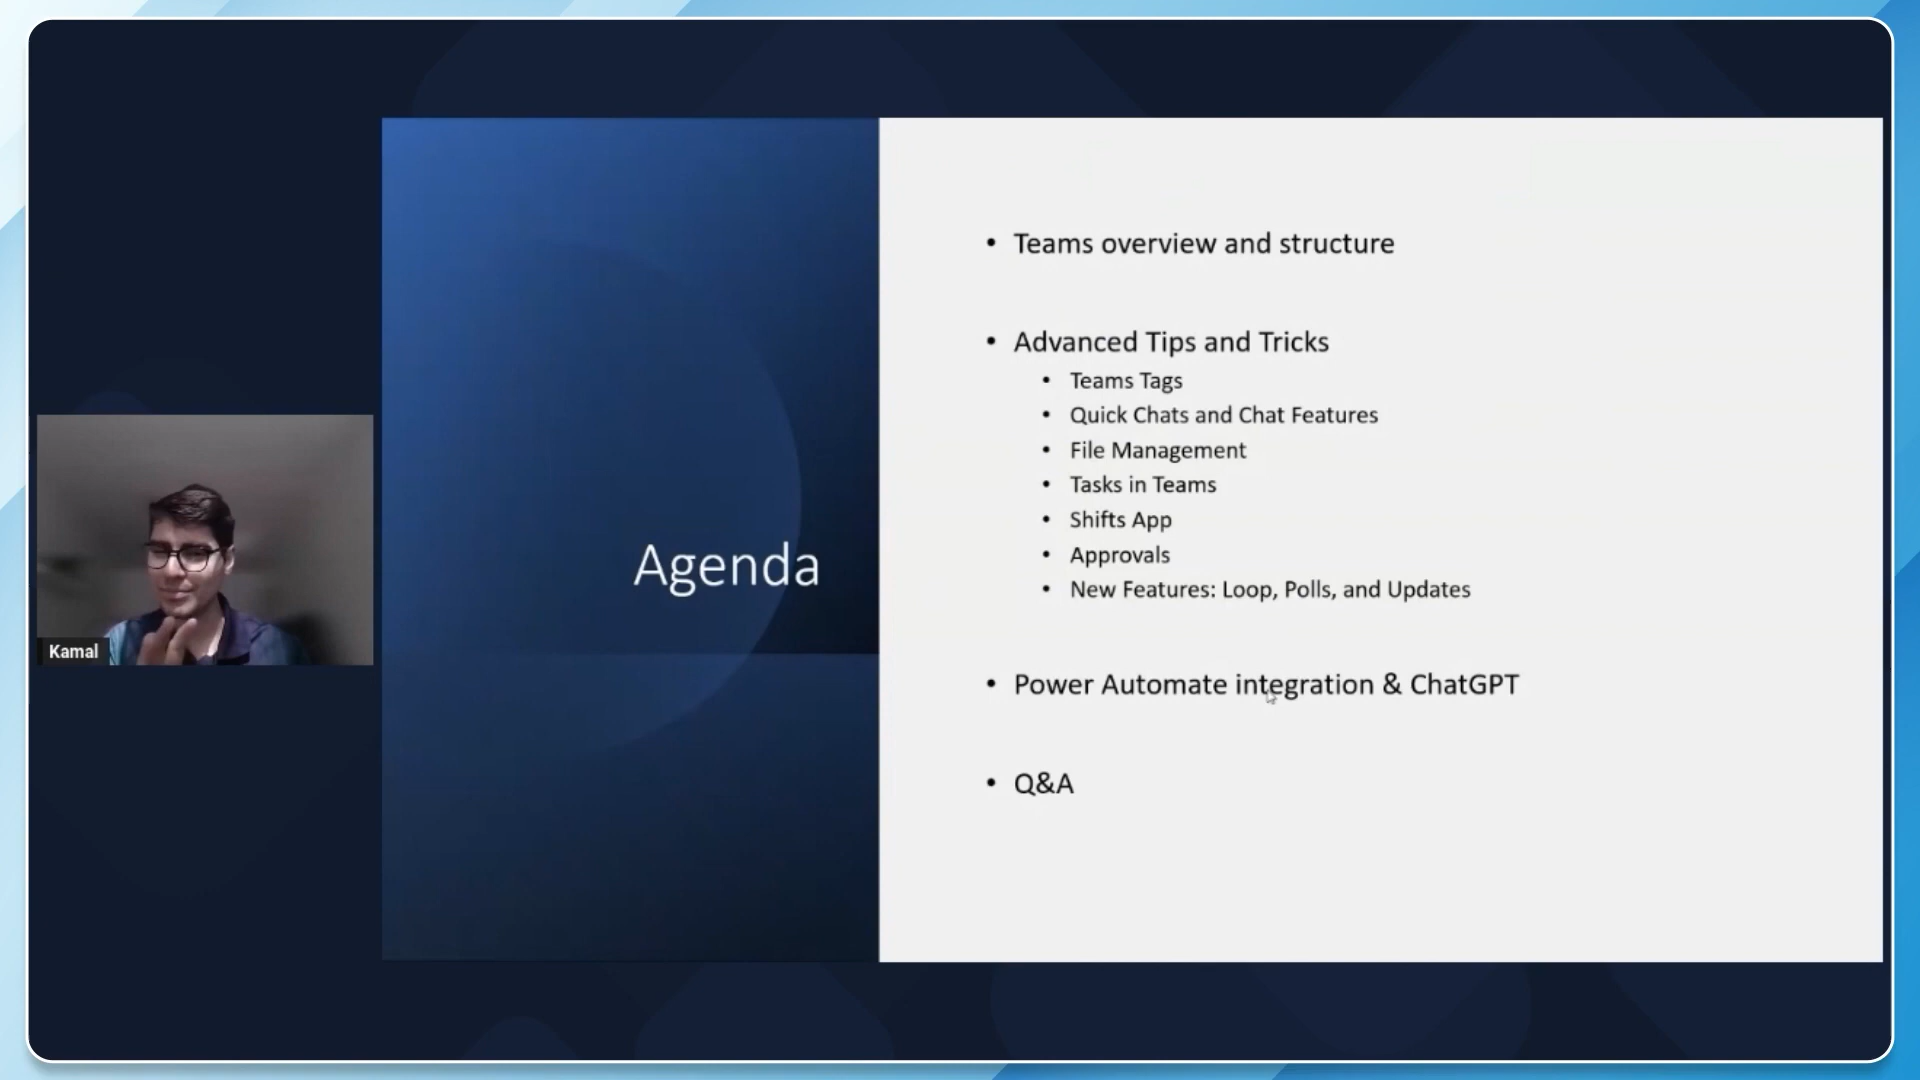 Kamal
Agenda
• Teams overview and structure
• Advanced Tips and Tricks
• Teams Tags
• Quick Chats and Chat Features
• File Management
• Tasks in Teams
• Shifts App
• Approvals
• New Features: Loop, Polls, and Updates
• Power Automate integration & ChatGPT
• Q&A